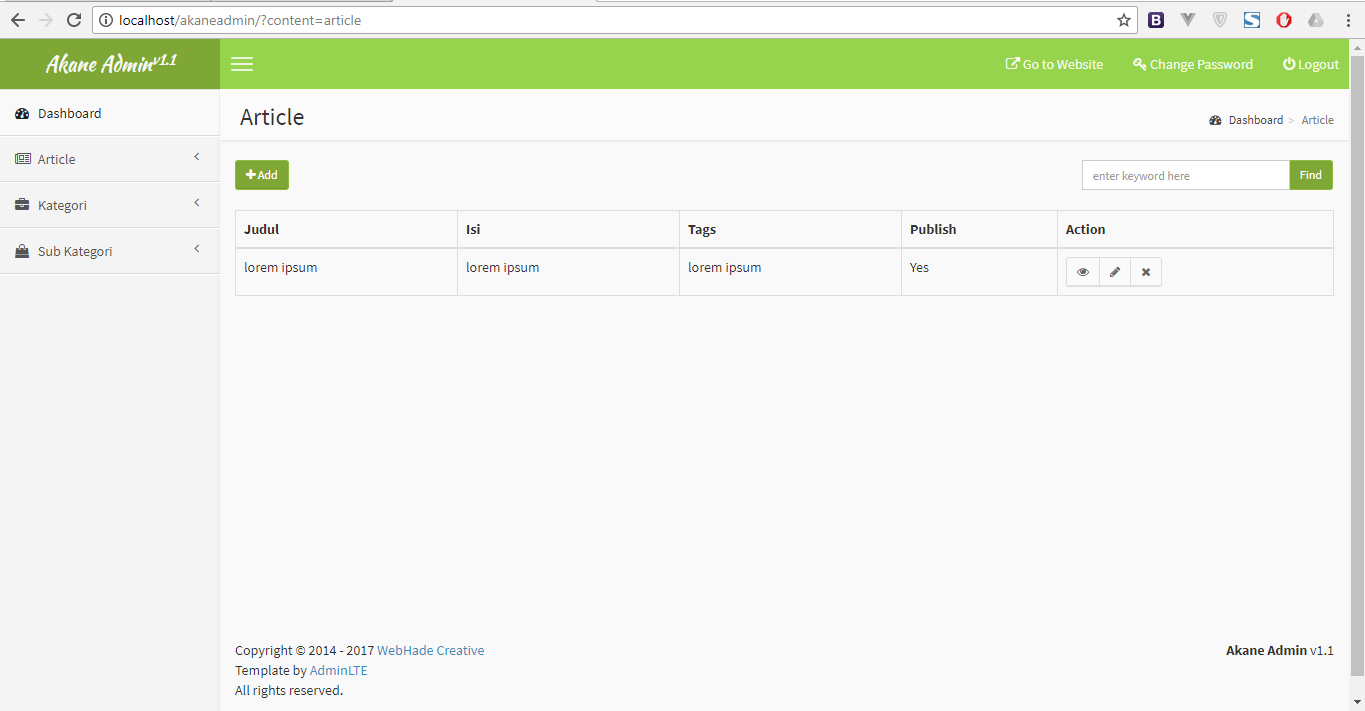 localhost/akaneadmin/?content=article
Akane Adminv1.1
Go to Website
Change Password
Logout
Dashboard
Article
Kategori
Sub Kategori
Article
Dashboard > Article
Add
enter keyword here
Find
Judul Isi Tags Publish Action
lorem ipsum lorem ipsum lorem ipsum Yes
Copyright © 2014 - 2017 WebHade Creative
Template by AdminLTE
All rights reserved.
Akane Admin v1.1